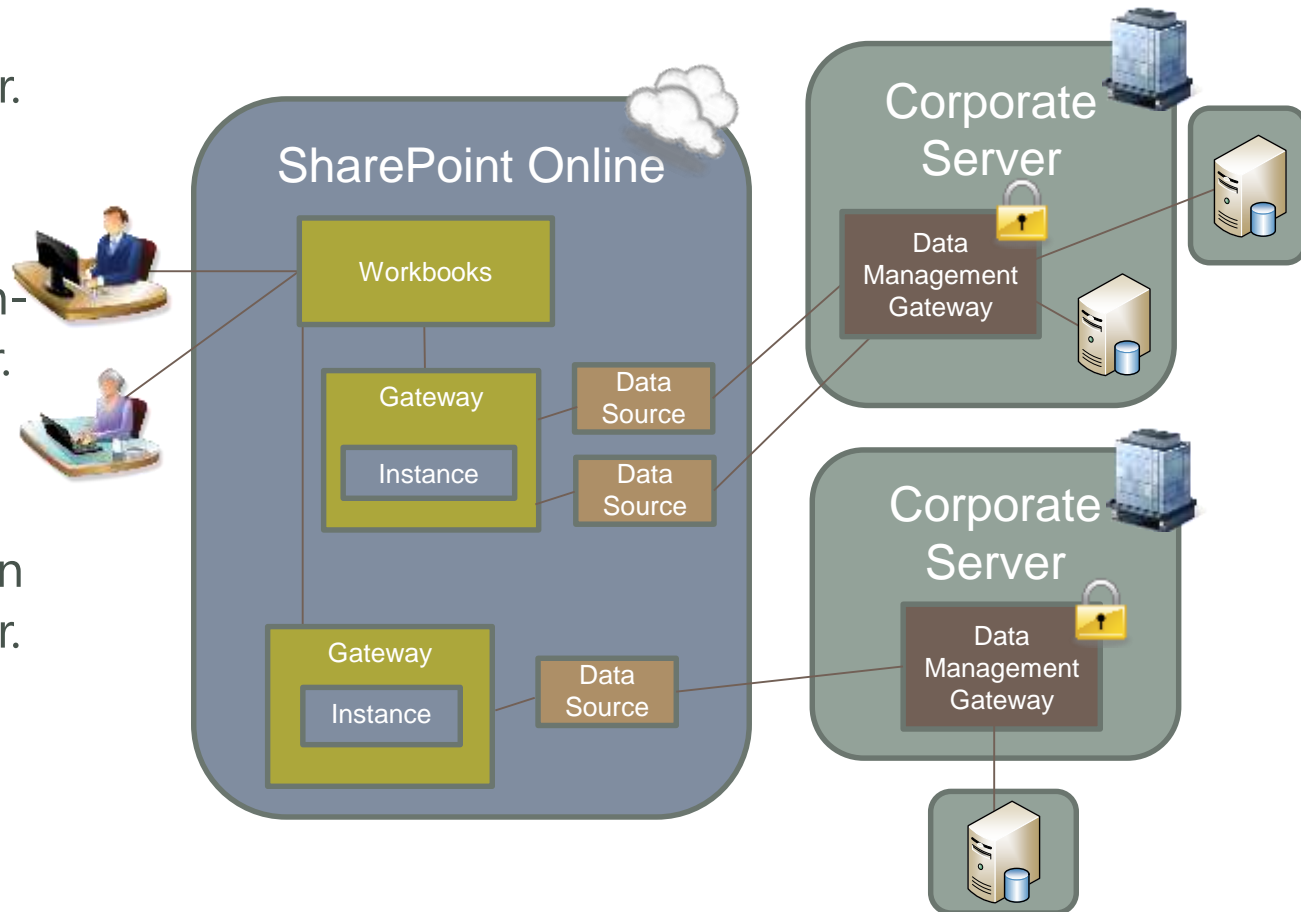 r.
n-
r.
n
r.
SharePoint Online
Workbooks
Gateway
Instance
Data
Source
Data
Source
Gateway
Instance
Data
Source
Corporate
Server
Data
Management
Gateway
Corporate
Server
Data
Management
Gateway